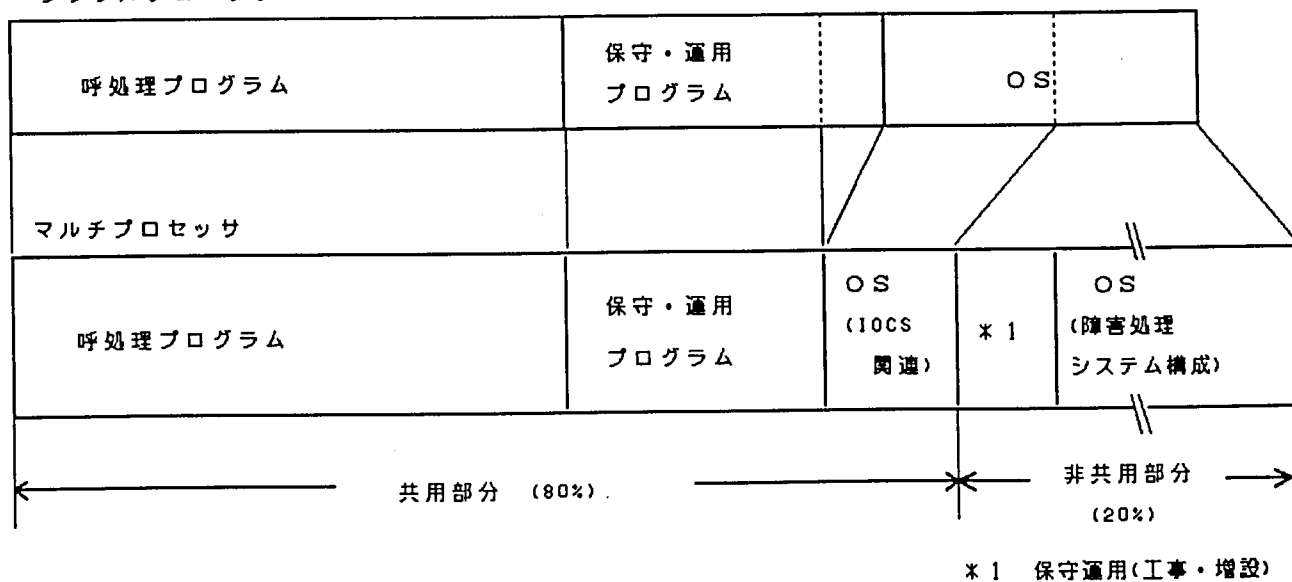 呼処理プログラム
保守・運用
プログラム
OS
マルチプロセッサ
呼処理プログラム
保守・運用
プログラム
OS
(IOCS
関連)
*1
OS
(障害処理
システム構成)
共用部分 (80%).
非共用部分
(20%)
*1 保守運用(工事・増設)